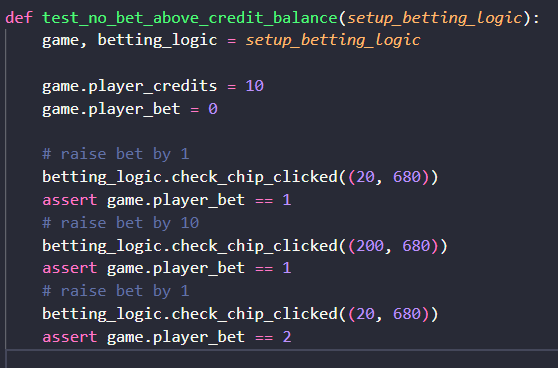 def test_no_bet_above_credit_balance(setup_betting_logic):
    game, betting_logic = setup_betting_logic

    game.player_credits = 10
    game.player_bet = 0

    # raise bet by 1
    betting_logic.check_chip_clicked((20, 680))
    assert game.player_bet == 1
    # raise bet by 10
    betting_logic.check_chip_clicked((200, 680))
    assert game.player_bet == 1
    # raise bet by 1
    betting_logic.check_chip_clicked((20, 680))
    assert game.player_bet == 2